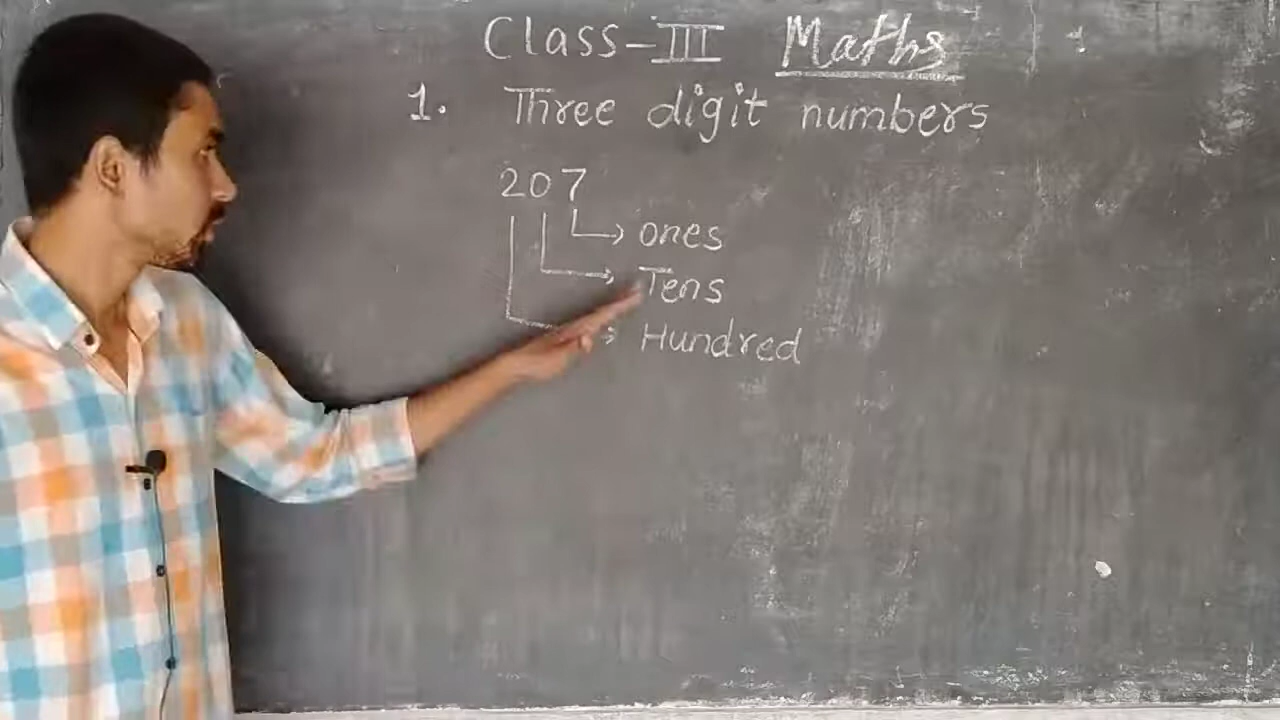 Class-III Maths
1. Three digit numbers
207
ones
Tens
Hundred